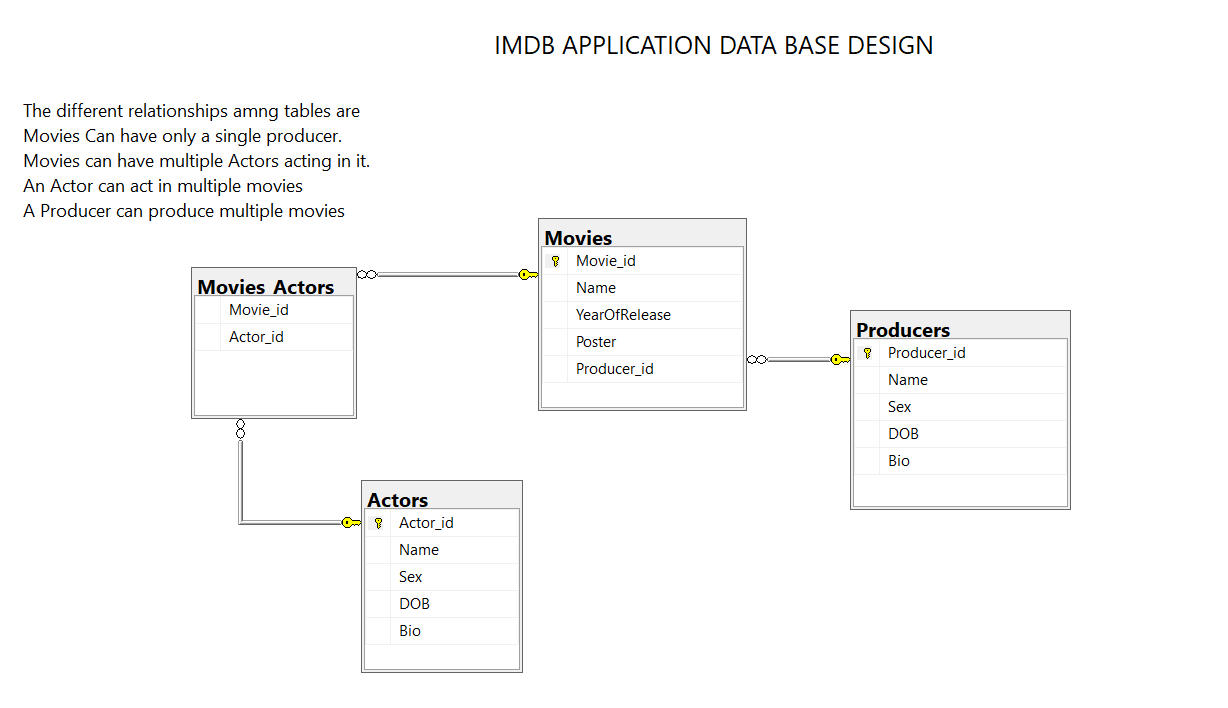 IMDB APPLICATION DATA BASE DESIGN
The different relationships amng tables are
Movies Can have only a single producer.
Movies can have multiple Actors acting in it.
An Actor can act in multiple movies
A Producer can produce multiple movies
Movies_Actors
Movie_id
Actor_id
Movies
Movie_id
Name
YearOfRelease
Poster
Producer_id
Producers
Producer_id
Name
Sex
DOB
Bio
Actors
Actor_id
Name
Sex
DOB
Bio